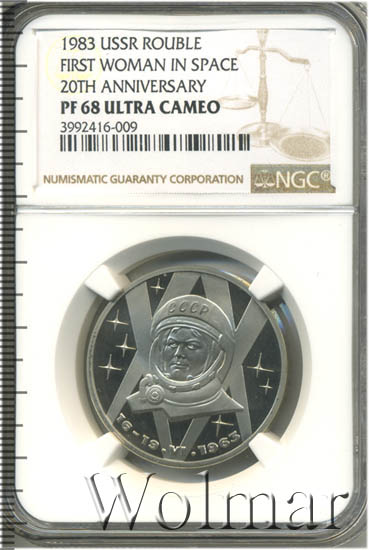 1983 USSR ROUBLE
FIRST WOMAN IN SPACE
20TH ANNIVERSARY
PF 68 ULTRA CAMEO
3992416-009
NUMISMATIC GUARANTY CORPORATION
NGC®
СССР
16-19.VI.1963
Wolmar